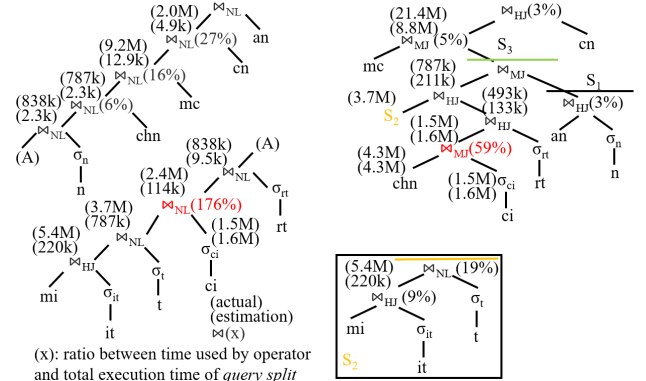 (2.0M)
(4.9k)
⋈NL
an
(9.2M)
(12.9k)
⋈NL(27%)
cn
(787k)
(2.3k)
⋈NL(16%)
mc
(838k)
(2.3k)
⋈NL(6%)
chn
⋈NL
(A)
σn
n
(838k)
(9.5k)
(A)
⋈NL
σrt
rt
(2.4M)
(114k)
⋈NL(176%)
(3.7M)
(787k)
⋈NL
(1.5M)
(1.6M)
σci
ci
(5.4M)
(220k)
⋈HJ
σt
t
mi
σit
it
(actual)
(estimation)
⋈(x)
(x): ratio between time used by operator
and total execution time of query split
⋈HJ(3%)
cn
(21.4M)
(8.8M)
⋈MJ (5%)
mc
S3
(787k)
(211k)
⋈MJ
S1
⋈HJ(3%)
an
σn
n
(3.7M)
S2
⋈HJ
(493k)
(133k)
⋈HJ
σrt
rt
(1.5M)
(1.6M)
⋈MJ(59%)
(4.3M)
(4.3M)
chn
(1.5M)
(1.6M)
σci
ci
(5.4M)
(220k)
⋈NL (19%)
⋈HJ(9%)
σt
t
mi
σit
it
S2